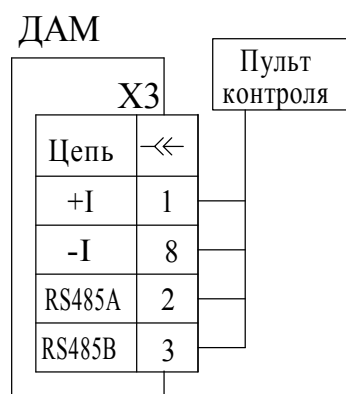 ДАМ
Пульт
контроля
X3
Цепь
+I 1
-I 8
RS485A 2
RS485B 3